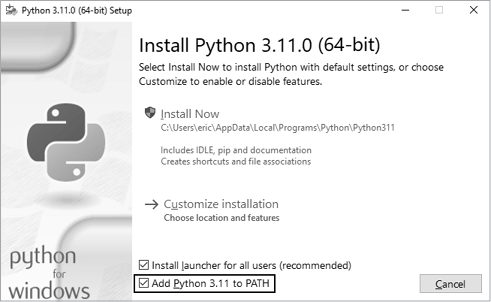 Python 3.11.0 (64-bit) Setup
Install Python 3.11.0 (64-bit)
Select Install Now to install Python with default settings, or choose
Customize to enable or disable features.
Install Now
C:\Users\eric\AppData\Local\Programs\Python\Python311
Includes IDLE, pip and documentation
Creates shortcuts and file associations
Customize installation
Choose location and features
Install launcher for all users (recommended)
Add Python 3.11 to PATH
Cancel
python
for
windows